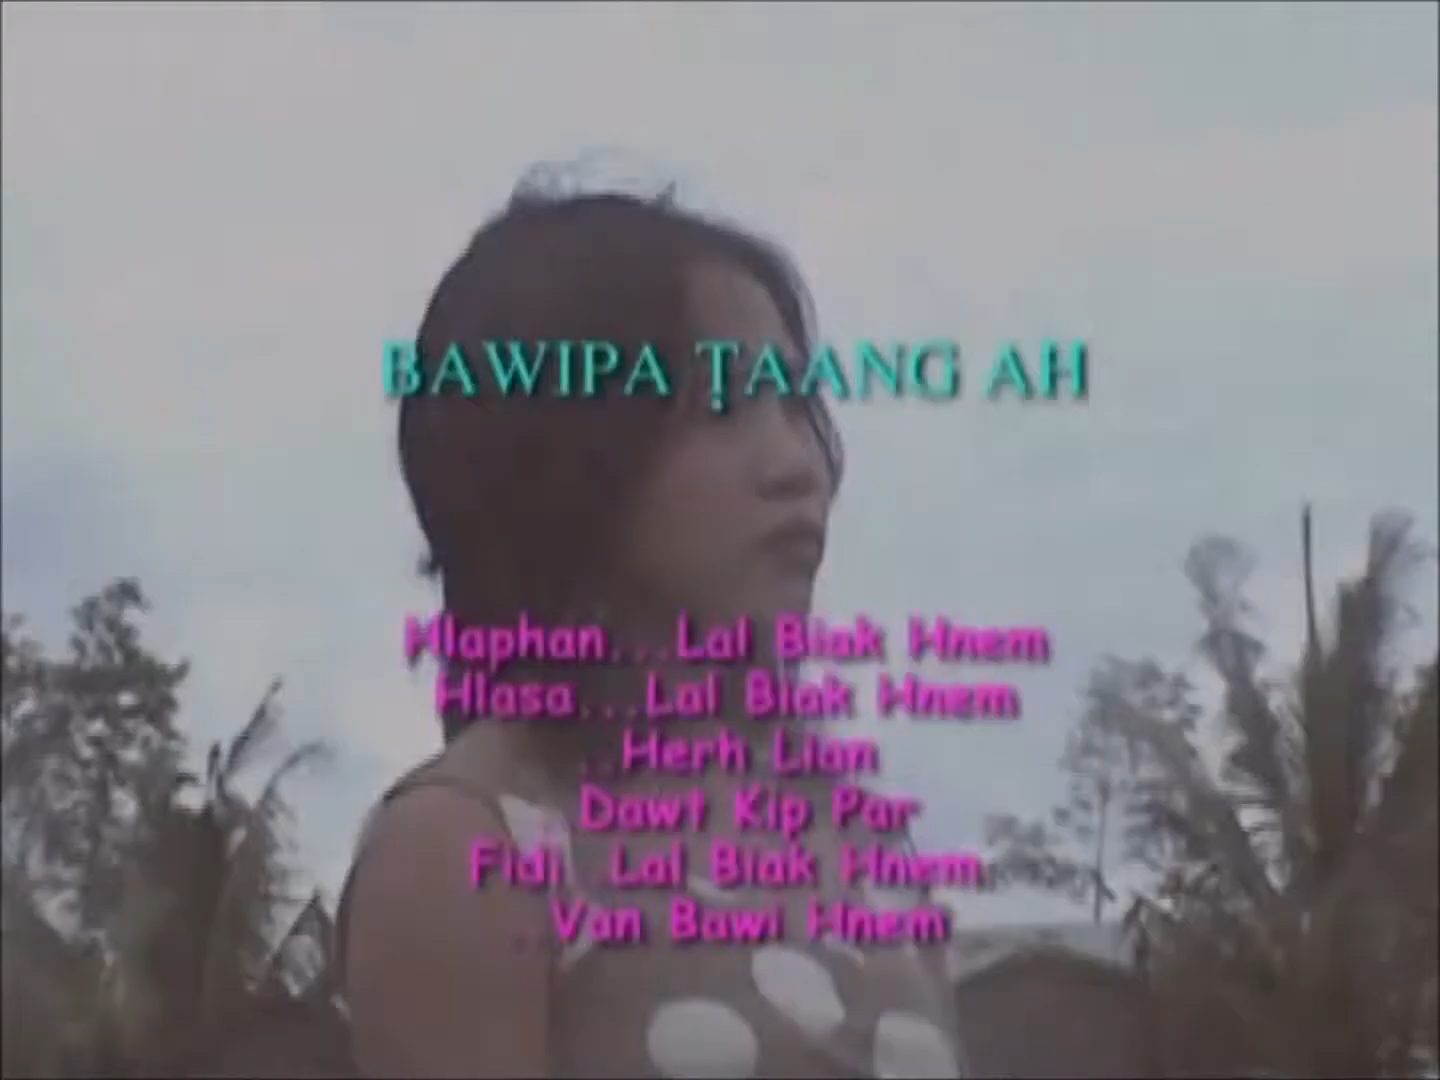 BAWIPA ṬAANG AH
Hlaphan...Lal Biak Hnem
Hlasa...Lal Biak Hnem
..Herh Lian
Dawt Kip Par
Fidi..Lal Biak Hnem
..Van Bawi Hnem